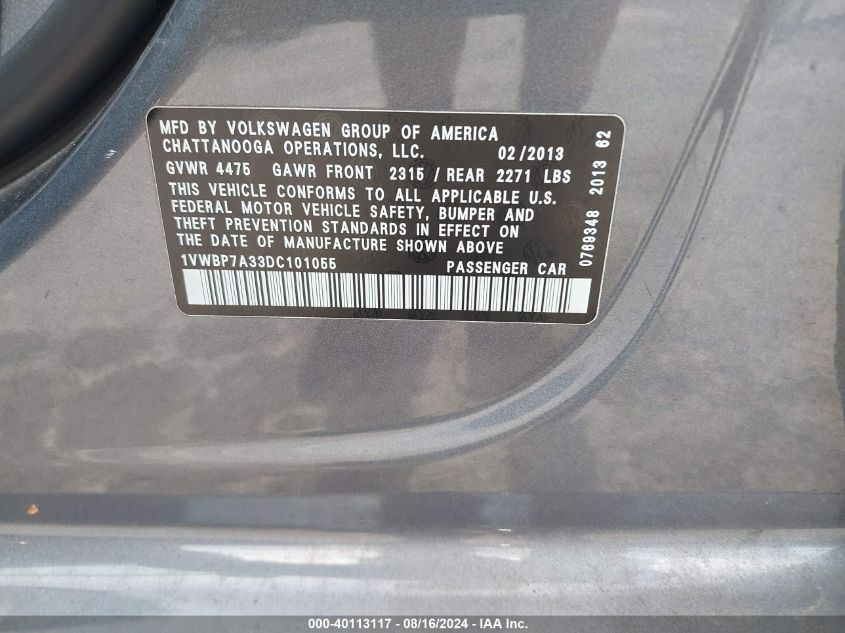 MFD BY VOLKSWAGEN GROUP OF AMERICA
CHATTANOOGA OPERATIONS, LLC. 02/2013
GVWR 4475 GAWR FRONT 2315 / REAR 2271 LBS
THIS VEHICLE CONFORMS TO ALL APPLICABLE U.S.
FEDERAL MOTOR VEHICLE SAFETY, BUMPER AND
THEFT PREVENTION STANDARDS IN EFFECT ON
THE DATE OF MANUFACTURE SHOWN ABOVE
1VWBP7A33DC101055 PASSENGER CAR
0769348 2013 62
000-40113117 - 08/16/2024 - IAA Inc.